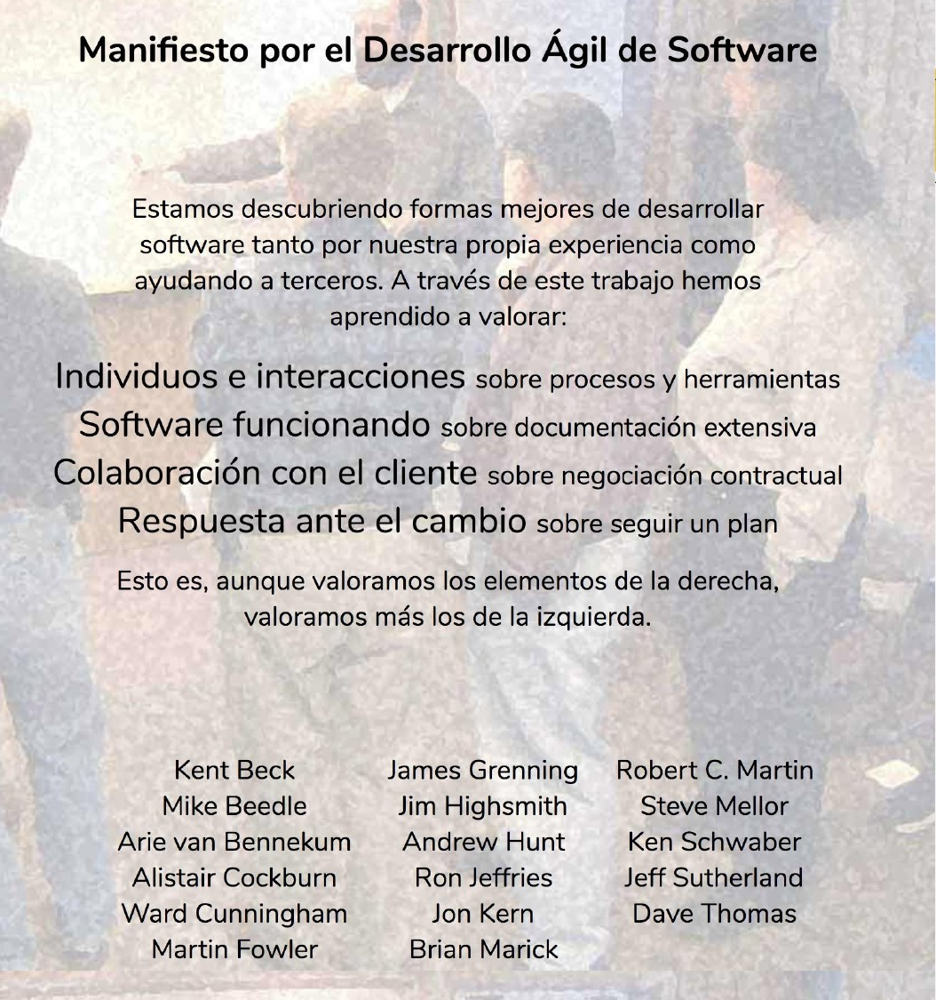 Manifiesto por el Desarrollo Ágil de Software
Estamos descubriendo formas mejores de desarrollar
software tanto por nuestra propia experiencia como
ayudando a terceros. A través de este trabajo hemos
aprendido a valorar:
Individuos e interacciones sobre procesos y herramientas
Software funcionando sobre documentación extensiva
Colaboración con el cliente sobre negociación contractual
Respuesta ante el cambio sobre seguir un plan
Esto es, aunque valoramos los elementos de la derecha,
valoramos más los de la izquierda.
Kent Beck
Mike Beedle
Arie van Bennekum
Alistair Cockburn
Ward Cunningham
Martin Fowler
James Grenning
Jim Highsmith
Andrew Hunt
Ron Jeffries
Jon Kern
Brian Marick
Robert C. Martin
Steve Mellor
Ken Schwaber
Jeff Sutherland
Dave Thomas